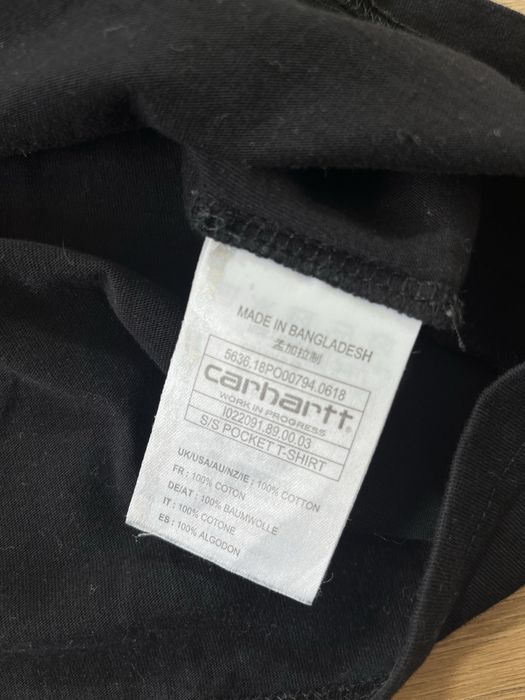 MADE IN BANGLADESH
孟加拉制
5636.18PO00794.0618
carhartt
WORK IN PROGRESS
I022091.89.00.03
S/S POCKET T-SHIRT
UK/USA/AU/NZ/IE : 100% COTTON
FR : 100% COTON
DE/AT : 100% BAUMWOLLE
IT : 100% COTONE
ES : 100% ALGODON